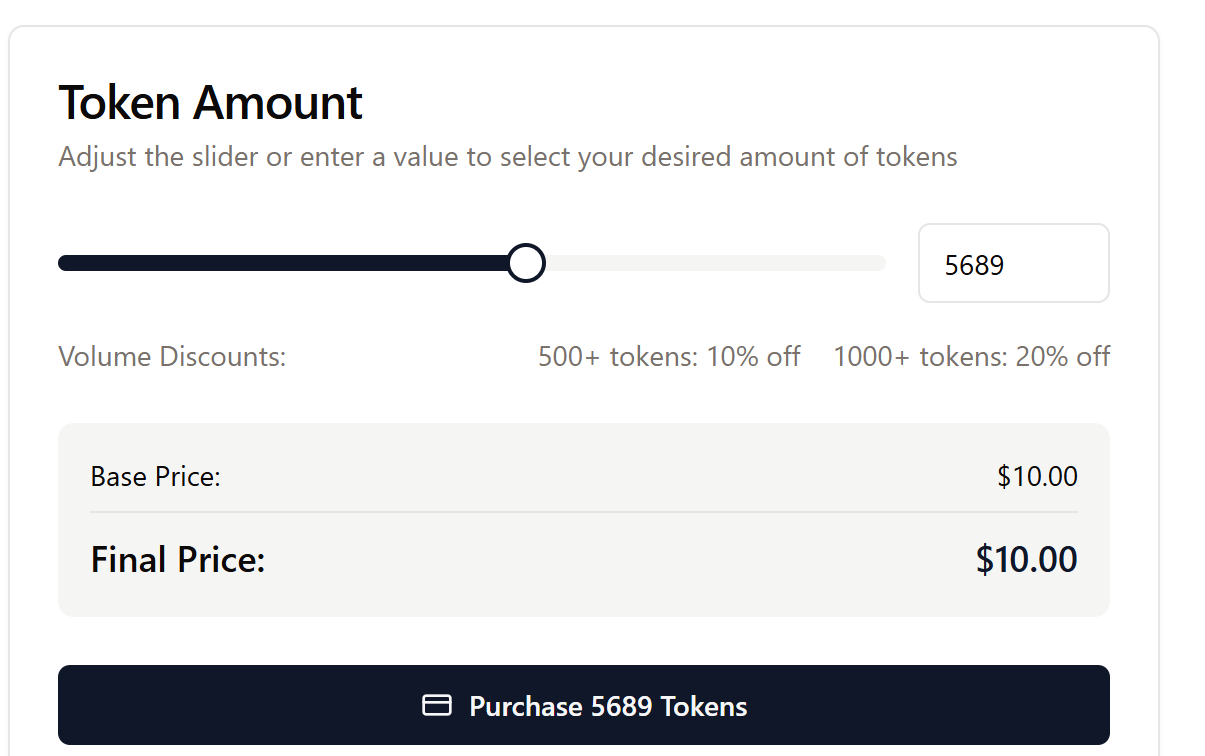 Token Amount
Adjust the slider or enter a value to select your desired amount of tokens
5689
Volume Discounts: 500+ tokens: 10% off 1000+ tokens: 20% off
Base Price: $10.00
Final Price: $10.00
Purchase 5689 Tokens